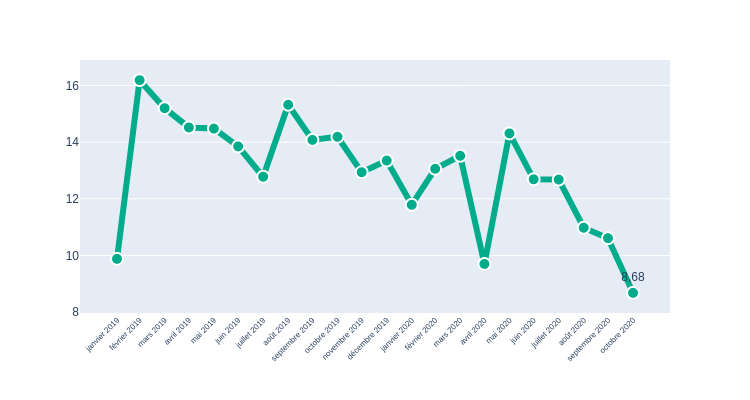 16
14
12
10
8
8.68
janvier 2019
février 2019
mars 2019
avril 2019
mai 2019
juin 2019
juillet 2019
août 2019
septembre 2019
octobre 2019
novembre 2019
décembre 2019
janvier 2020
février 2020
mars 2020
avril 2020
mai 2020
juin 2020
juillet 2020
août 2020
septembre 2020
octobre 2020